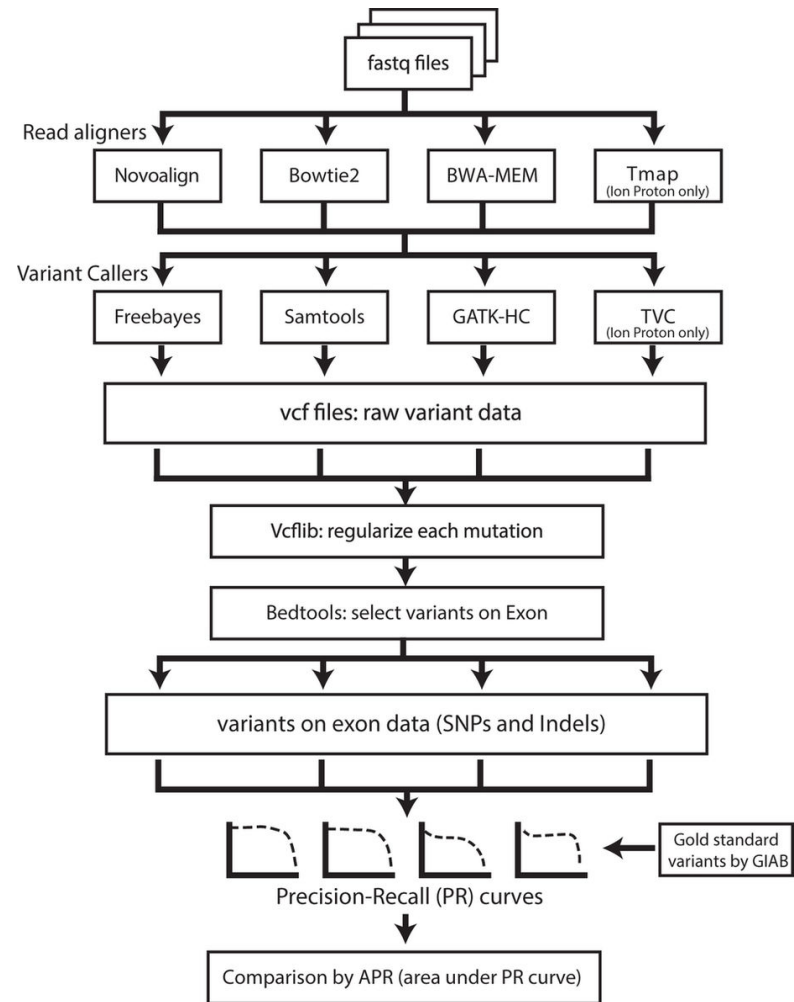 fastq files
Read aligners
Novoalign
Bowtie2
BWA-MEM
Tmap
(Ion Proton only)
Variant Callers
Freebayes
Samtools
GATK-HC
TVC
(Ion Proton only)
vcf files: raw variant data
Vcflib: regularize each mutation
Bedtools: select variants on Exon
variants on exon data (SNPs and Indels)
Gold standard
variants by GIAB
Precision-Recall (PR) curves
Comparison by APR (area under PR curve)